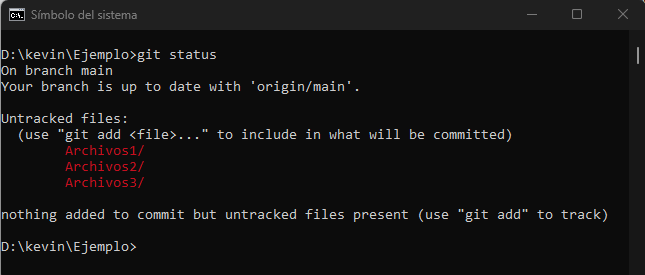 Símbolo del sistema
D:\kevin\Ejemplo>git status
On branch main
Your branch is up to date with 'origin/main'.
Untracked files:
  (use "git add <file>..." to include in what will be committed)
        Archivos1/
        Archivos2/
        Archivos3/
nothing added to commit but untracked files present (use "git add" to track)
D:\kevin\Ejemplo>